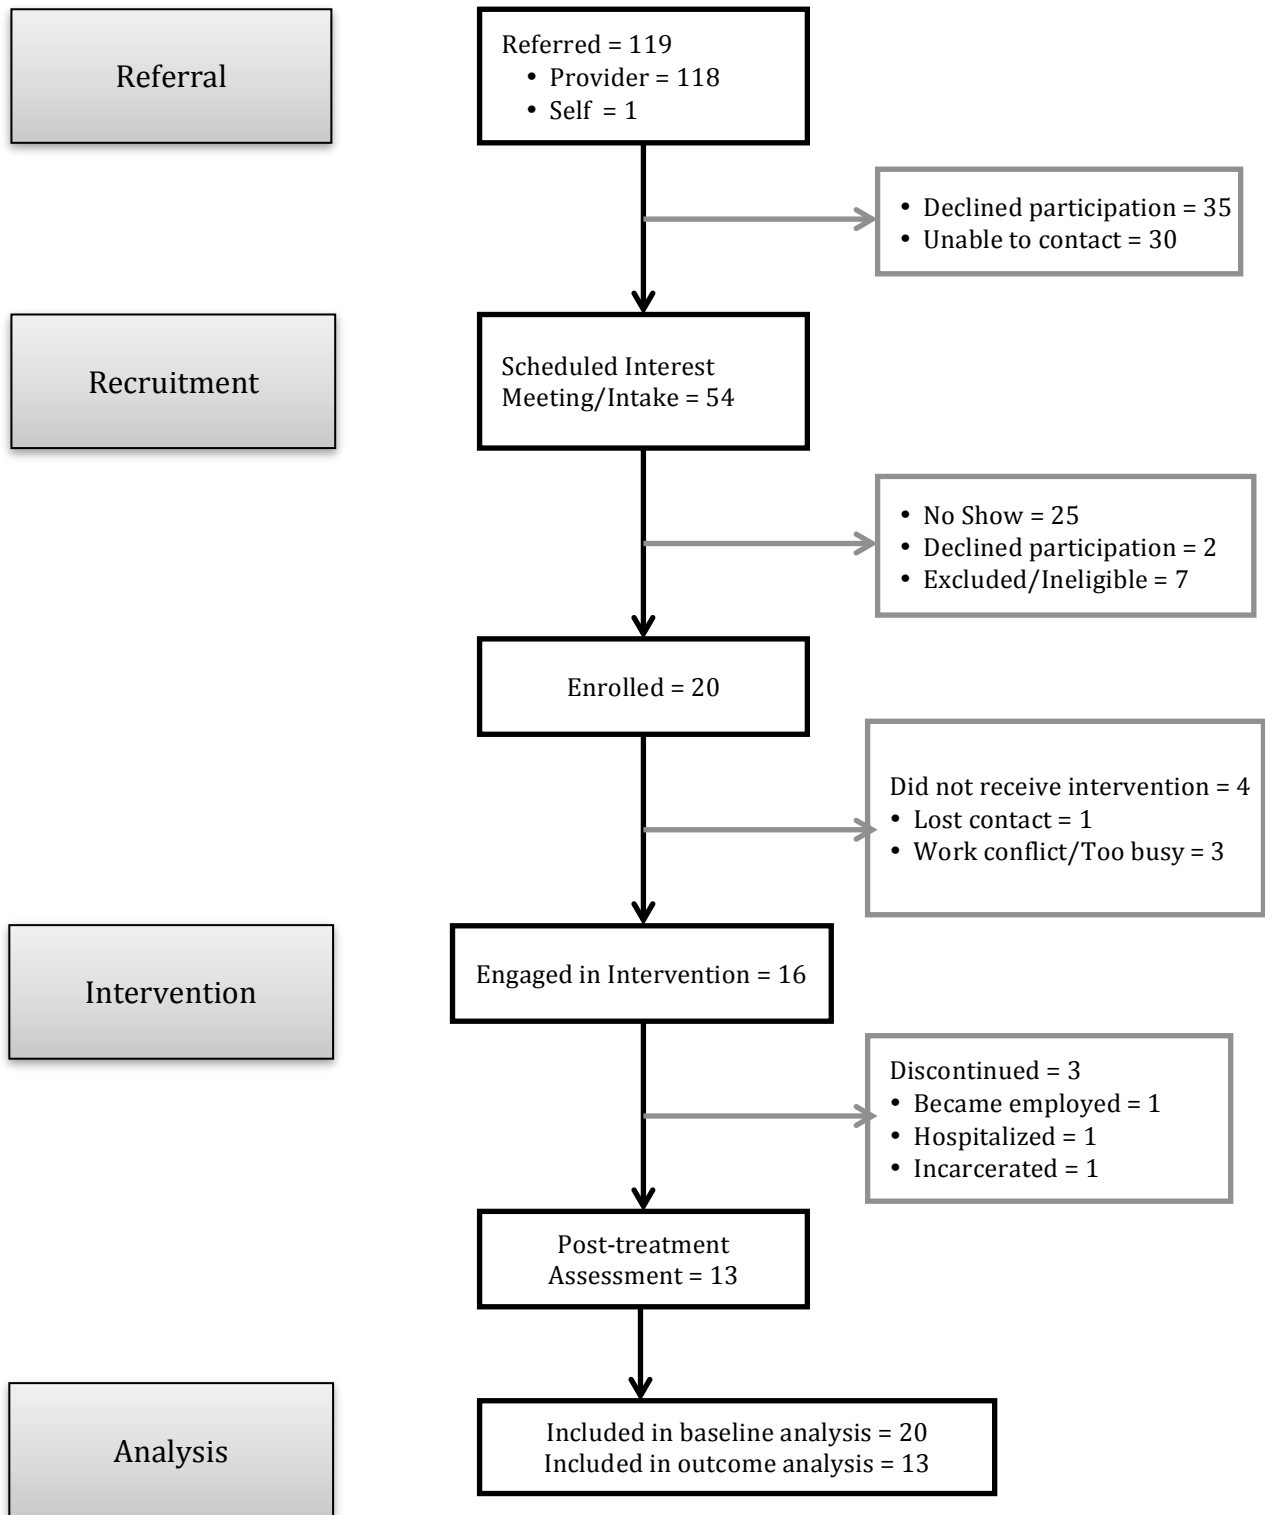 Referral
Referred = 119
• Provider = 118
• Self = 1
• Declined participation = 35
• Unable to contact = 30
Recruitment
Scheduled Interest
Meeting/Intake = 54
• No Show = 25
• Declined participation = 2
• Excluded/Ineligible = 7
Enrolled = 20
Did not receive intervention = 4
• Lost contact = 1
• Work conflict/Too busy = 3
Intervention
Engaged in Intervention = 16
Discontinued = 3
• Became employed = 1
• Hospitalized = 1
• Incarcerated = 1
Post-treatment
Assessment = 13
Analysis
Included in baseline analysis = 20
Included in outcome analysis = 13